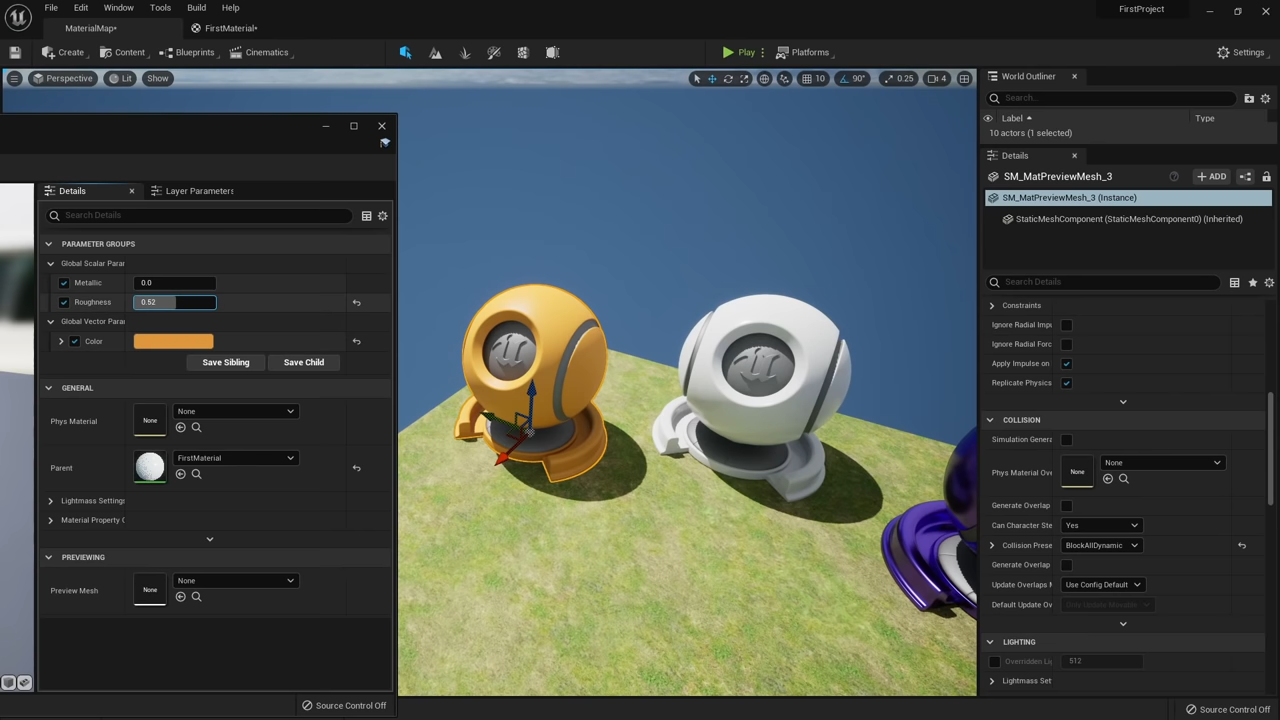 File Edit Window Tools Build Help
FirstProject
MaterialMap*
FirstMaterial*
Create
Content
Blueprints
Cinematics
Play
Platforms
Settings
Perspective
Lit
Show
10
90°
0.25
4
World Outliner
Search...
Label
Type
10 actors (1 selected)
Details
SM_MatPreviewMesh_3
ADD
SM_MatPreviewMesh_3 (Instance)
StaticMeshComponent (StaticMeshComponent0) (Inherited)
Search Details
Constraints
Ignore Radial Impu
Ignore Radial Forc
Apply Impulse on
Replicate Physics
COLLISION
Simulation Genera
Phys Material Ove
None
None
Generate Overlap
Can Character Ste
Yes
Collision Prese
BlockAllDynamic
Generate Overlap
Update Overlaps M
Use Config Default
Default Update Ov
Only Update Movable
LIGHTING
Overridden Lig
512
Lightmass Set
Source Control Off
Details
Layer Parameters
Search Details
PARAMETER GROUPS
Global Scalar Parar
Metallic
0.0
Roughness
0.52
Global Vector Parar
Color
Save Sibling
Save Child
GENERAL
Phys Material
None
None
Parent
FirstMaterial
Lightmass Settings
Material Property O
PREVIEWING
Preview Mesh
None
None
Source Control Off